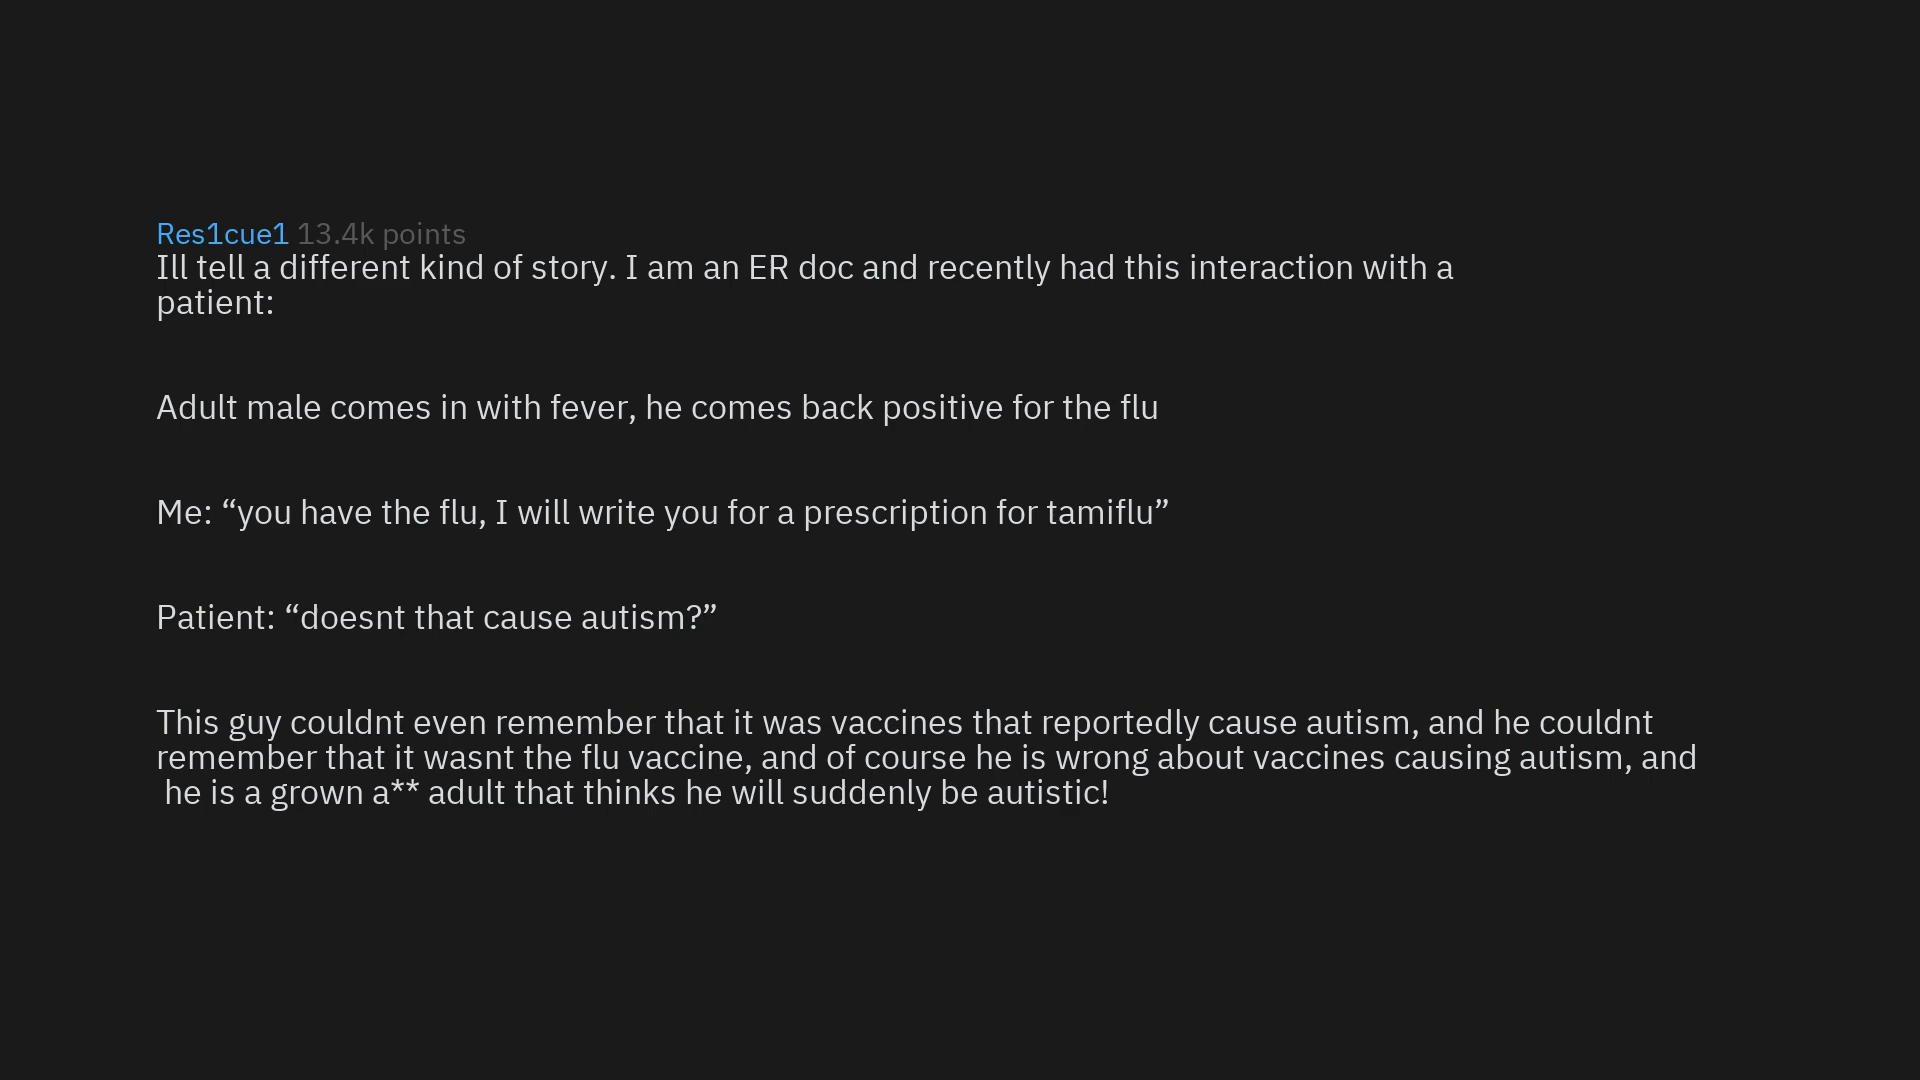 Res1cue1 13.4k points
Ill tell a different kind of story. I am an ER doc and recently had this interaction with a
patient:
Adult male comes in with fever, he comes back positive for the flu
Me: “you have the flu, I will write you for a prescription for tamiflu”
Patient: “doesnt that cause autism?”
This guy couldnt even remember that it was vaccines that reportedly cause autism, and he couldnt
remember that it wasnt the flu vaccine, and of course he is wrong about vaccines causing autism, and
he is a grown a** adult that thinks he will suddenly be autistic!